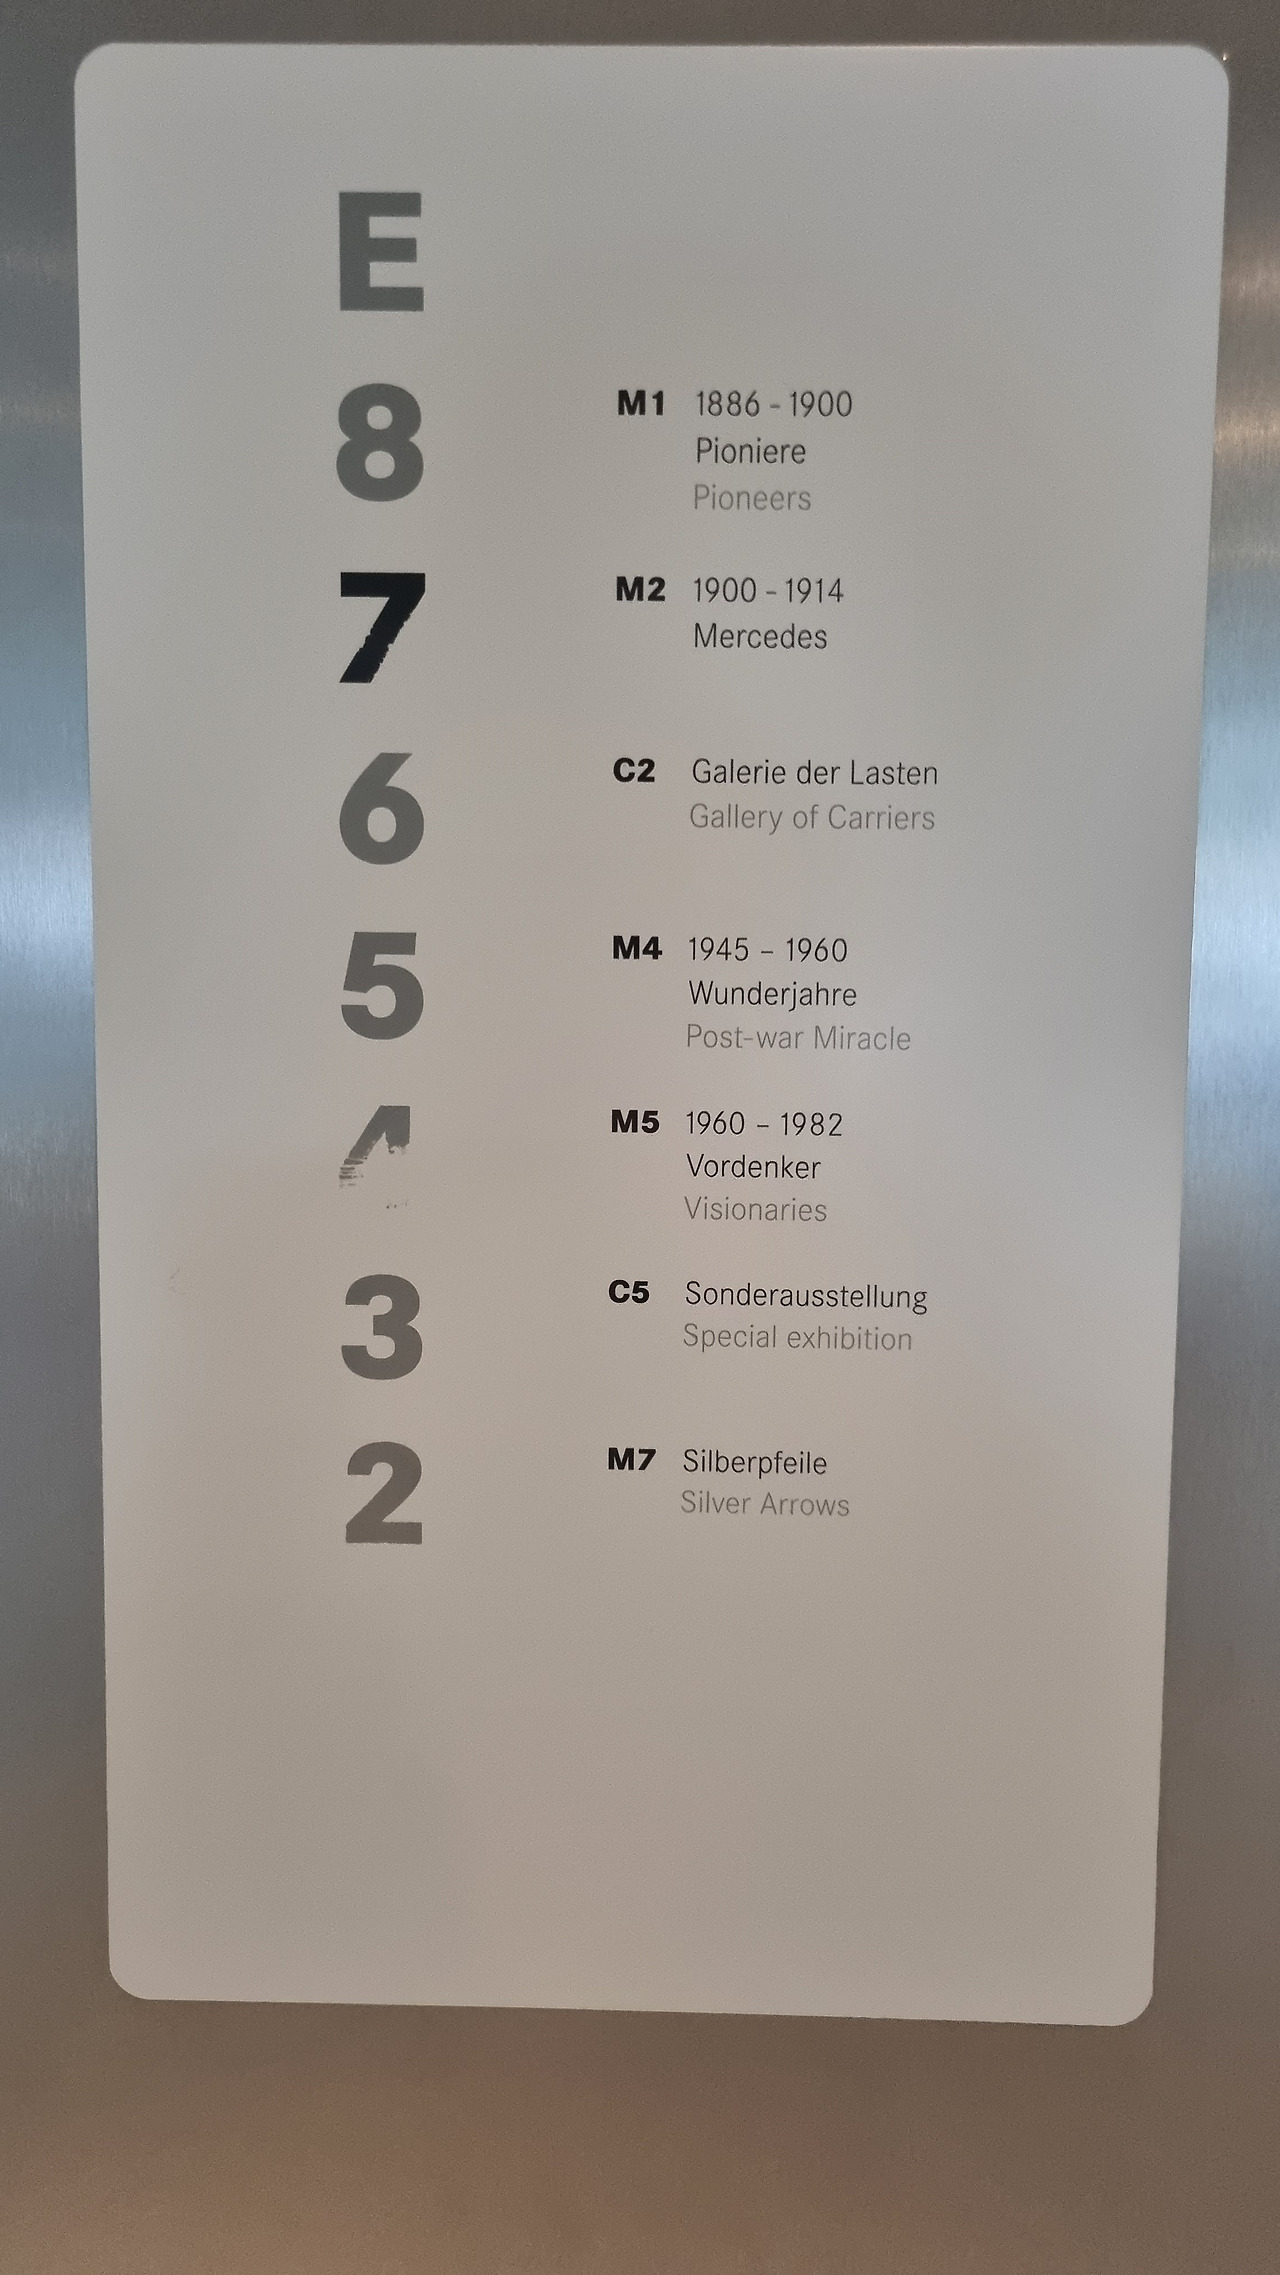 E
8 M1 1886 - 1900
Pioniere
Pioneers
7 M2 1900 - 1914
Mercedes
6 C2 Galerie der Lasten
Gallery of Carriers
5 M4 1945 – 1960
Wunderjahre
Post-war Miracle
4 M5 1960 – 1982
Vordenker
Visionaries
3 C5 Sonderausstellung
Special exhibition
2 M7 Silberpfeile
Silver Arrows